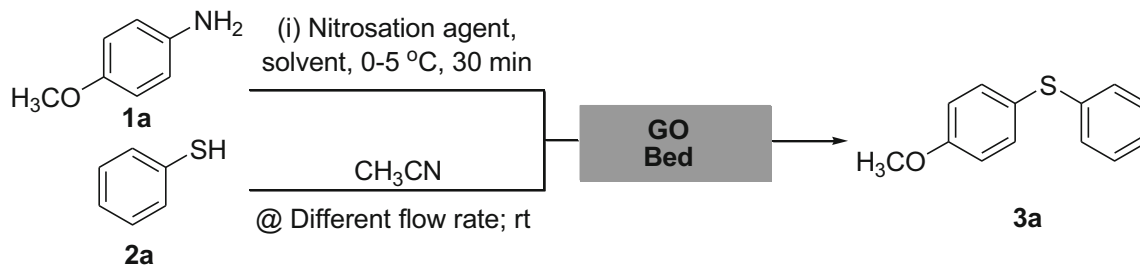 NH2
(i) Nitrosation agent,
solvent, 0-5 oC, 30 min
H3CO
1a
SH
CH3CN
@ Different flow rate; rt
2a
GO
Bed
S
H3CO
3a